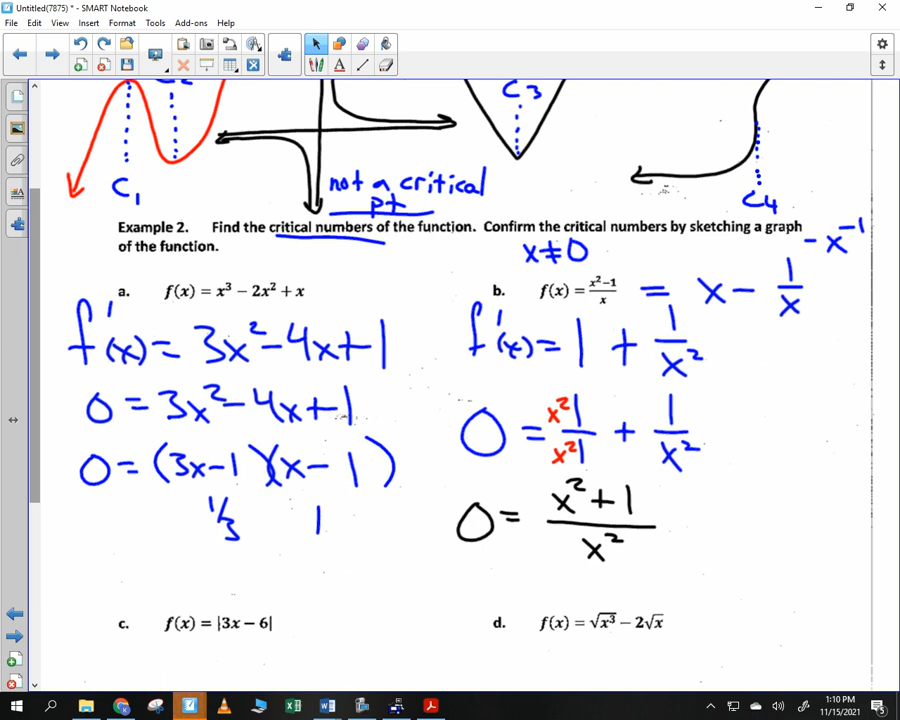 Untitled(7875) * - SMART Notebook
File Edit View Insert Format Tools Add-ons Help
C2
C3
C1
not a critical
pt
C4
Example 2. Find the critical numbers of the function. Confirm the critical numbers by sketching a graph
of the function.
x≠0
- x⁻¹
a. f(x) = x³ − 2x² + x
b. f(x) = (x²−1)/x = x - 1/x
f'(x) = 3x² - 4x + 1
f'(x) = 1 + 1/x²
0 = 3x² - 4x + 1
0 = x²1/x²1 + 1/x²
0 = (3x - 1)(x - 1)
1/3 1
0 = (x² + 1)/x²
c. f(x) = |3x − 6|
d. f(x) = √x³ − 2√x
1:10 PM
11/15/2021
5